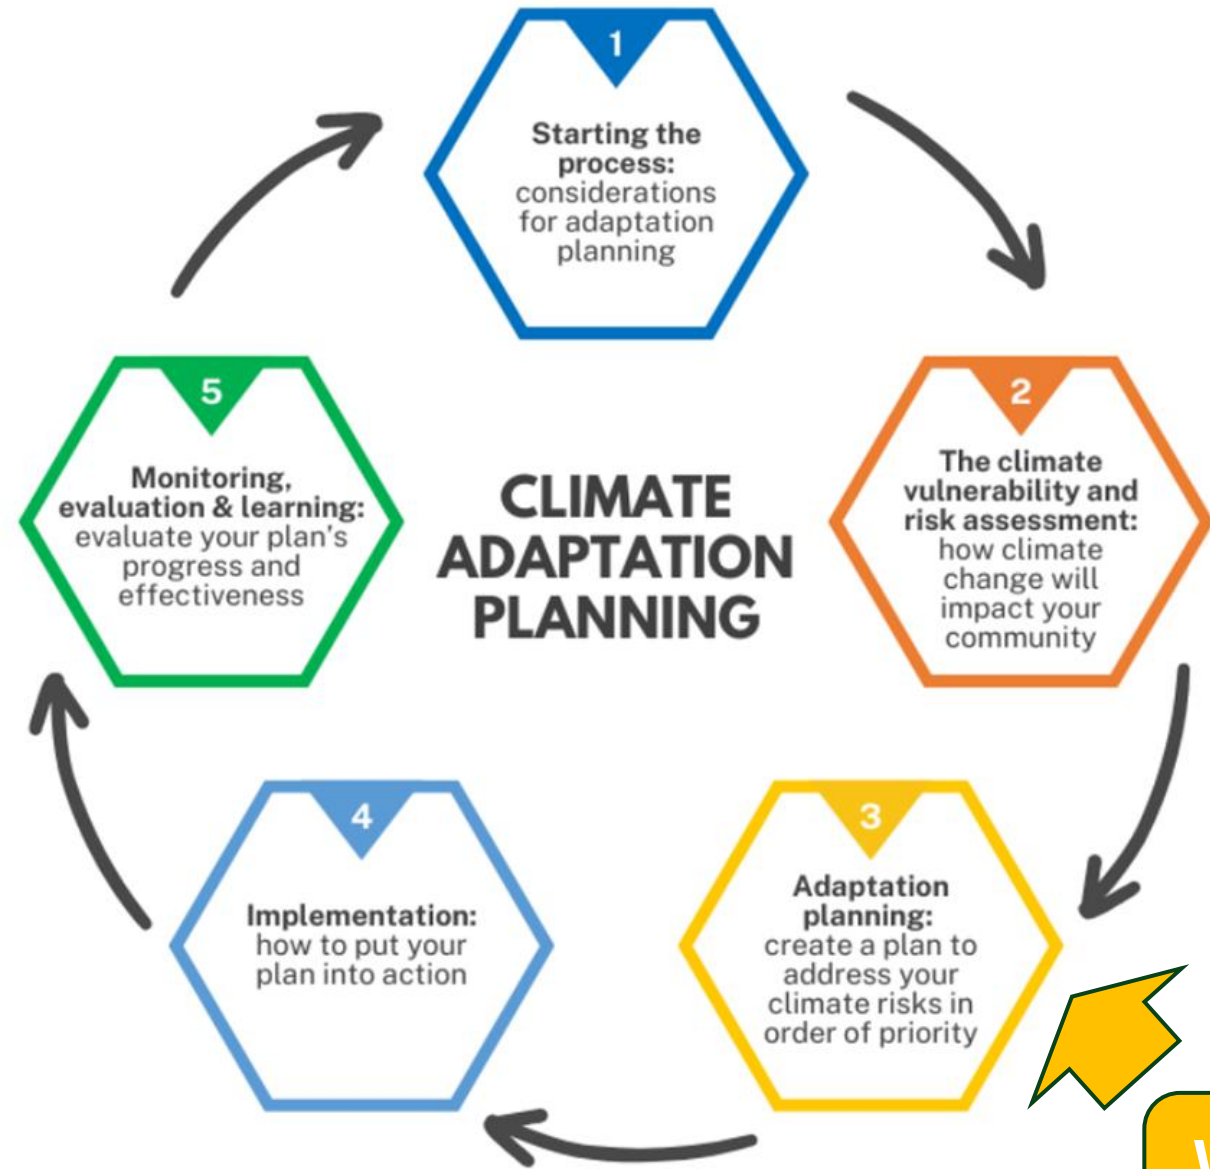 1
Starting the
process:
considerations
for adaptation
planning
2
The climate
vulnerability and
risk assessment:
how climate
change will
impact your
community
3
Adaptation
planning:
create a plan to
address your
climate risks in
order of priority
4
Implementation:
how to put your
plan into action
5
Monitoring,
evaluation & learning:
evaluate your plan's
progress and
effectiveness
CLIMATE
ADAPTATION
PLANNING